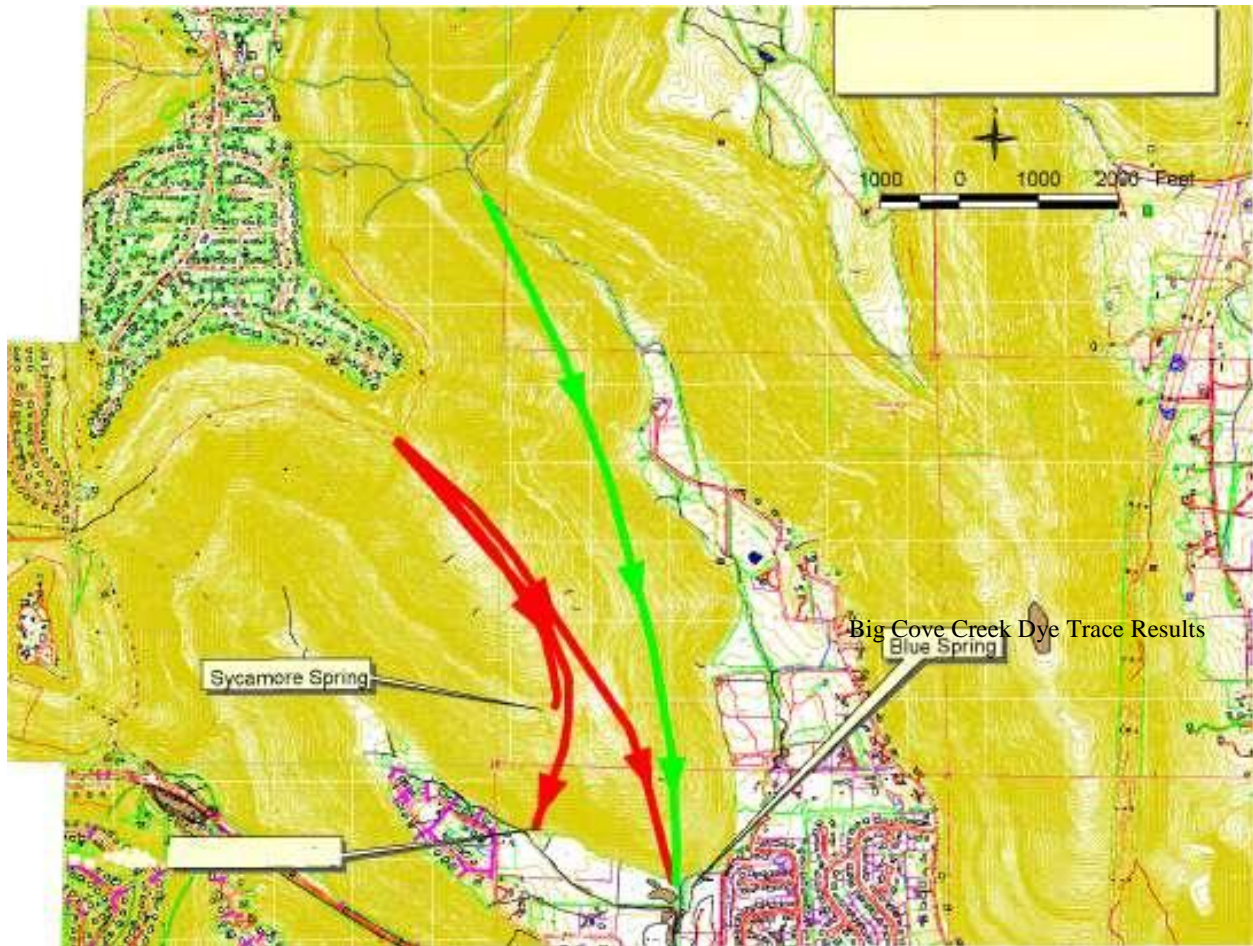 1000 0 1000 2000 Feet
Big Cove Creek Dye Trace Results
Blue Spring
Sycamore Spring